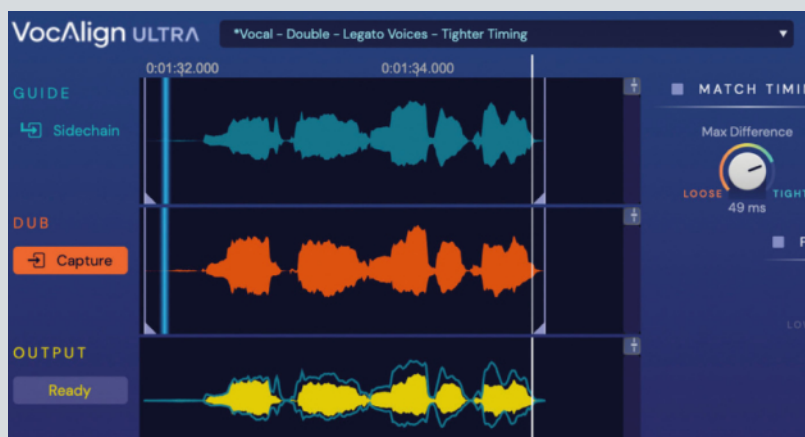 VocAlign ULTRA
*Vocal - Double - Legato Voices - Tighter Timing
0:01:32.000
0:01:34.000
GUIDE
Sidechain
MATCH TIMI
Max Difference
LOOSE
TIGHT
49 ms
DUB
Capture
OUTPUT
Ready